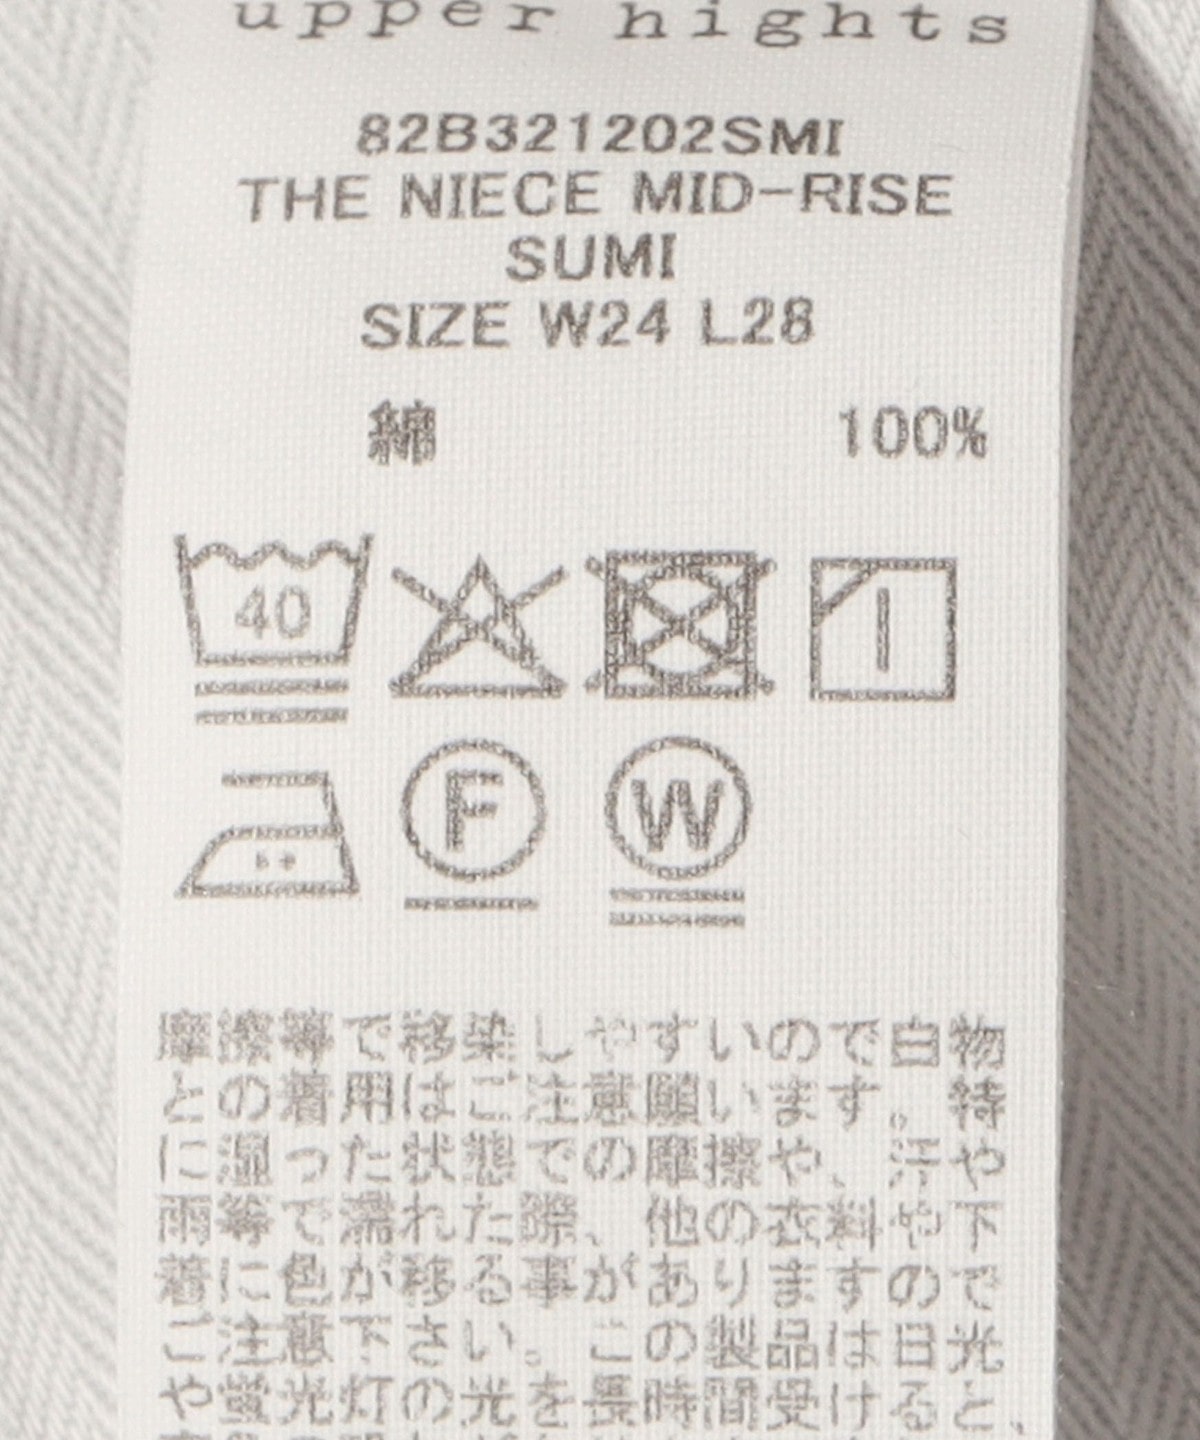 upper hights
82B321202SMI
THE NIECE MID-RISE
SUMI
SIZE W24 L28
綿 100%
40
F W
摩擦等で移染しやすいので白物
との着用はご注意願います。特
に湿った状態での摩擦や、汗や
雨等で濡れた際、他の衣料や下
着に色が移る事がありますので
ご注意下さい。この製品は日光
や蛍光灯の光を長時間受けると、